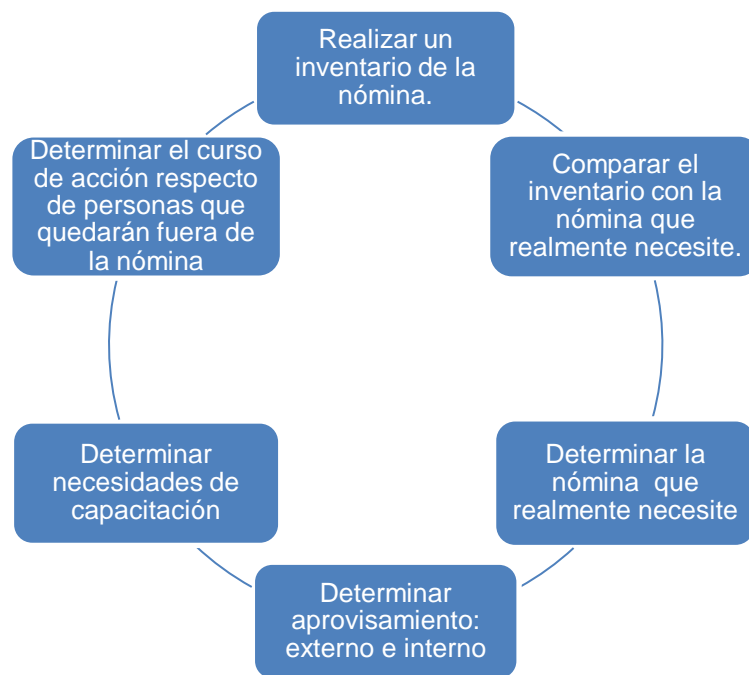 Realizar un
inventario de la
nómina.
Comparar el
inventario con la
nómina que
realmente necesite.
Determinar la
nómina que
realmente necesite
Determinar
aprovisamiento:
externo e interno
Determinar
necesidades de
capacitación
Determinar el curso
de acción respecto
de personas que
quedarán fuera de
la nómina